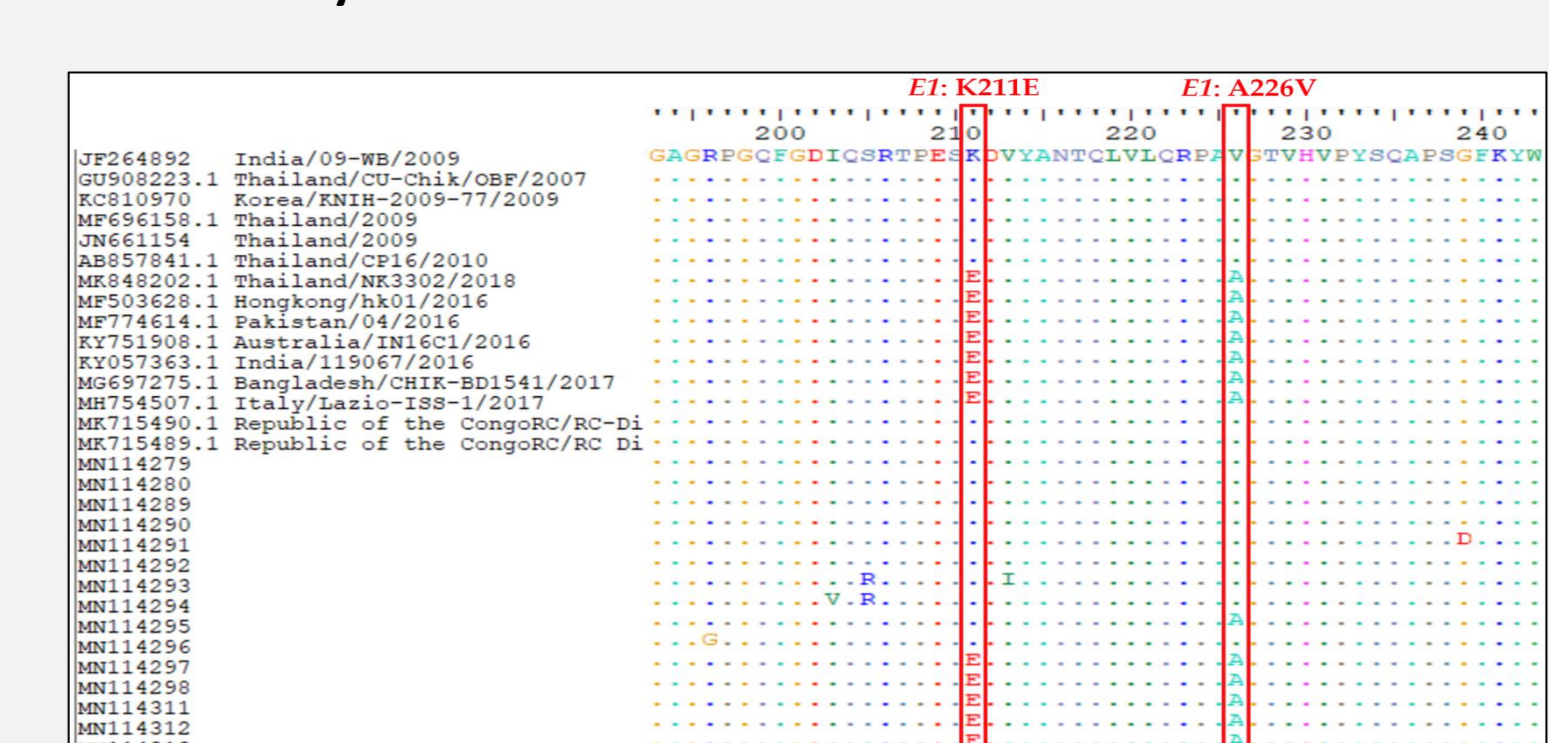 E1: K211E E1: A226V
200 210 220 230 240
JF264892 India/09-WB/2009 GAGRPGQFGDIQSRTPESKDVYANTQLVLQRPAVGTVHVPYSQAPSGFKYW
GU908223.1 Thailand/CU-Chik/OBF/2007
KC810970 Korea/KNIH-2009-77/2009
MF696158.1 Thailand/2009
JN661154 Thailand/2009
AB857841.1 Thailand/CP16/2010
MK848202.1 Thailand/NK3302/2018 E A
MF503628.1 Hongkong/hk01/2016 E A
MF774614.1 Pakistan/04/2016 E A
KY751908.1 Australia/IN16C1/2016 E A
KY057363.1 India/119067/2016 E A
MG697275.1 Bangladesh/CHIK-BD1541/2017 E A
MH754507.1 Italy/Lazio-ISS-1/2017 E A
MK715490.1 Republic of the CongoRC/RC-Di
MK715489.1 Republic of the CongoRC/RC Di
MN114279
MN114280
MN114289
MN114290
MN114291 D
MN114292
MN114293 R I
MN114294 V.R
MN114295 A
MN114296 G
MN114297 E A
MN114298 E A
MN114311 E A
MN114312 E A